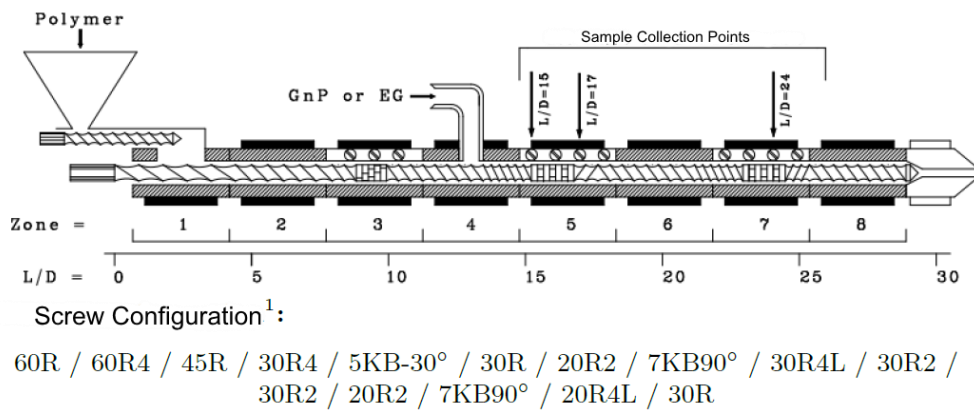 Polymer
Sample Collection Points
GnP or EG
L/D=15
L/D=17
L/D=24
Zone = 1 2 3 4 5 6 7 8
L/D = 0 5 10 15 20 25 30
Screw Configuration¹:
60R / 60R4 / 45R / 30R4 / 5KB-30° / 30R / 20R2 / 7KB90° / 30R4L / 30R2 /
30R2 / 20R2 / 7KB90° / 20R4L / 30R